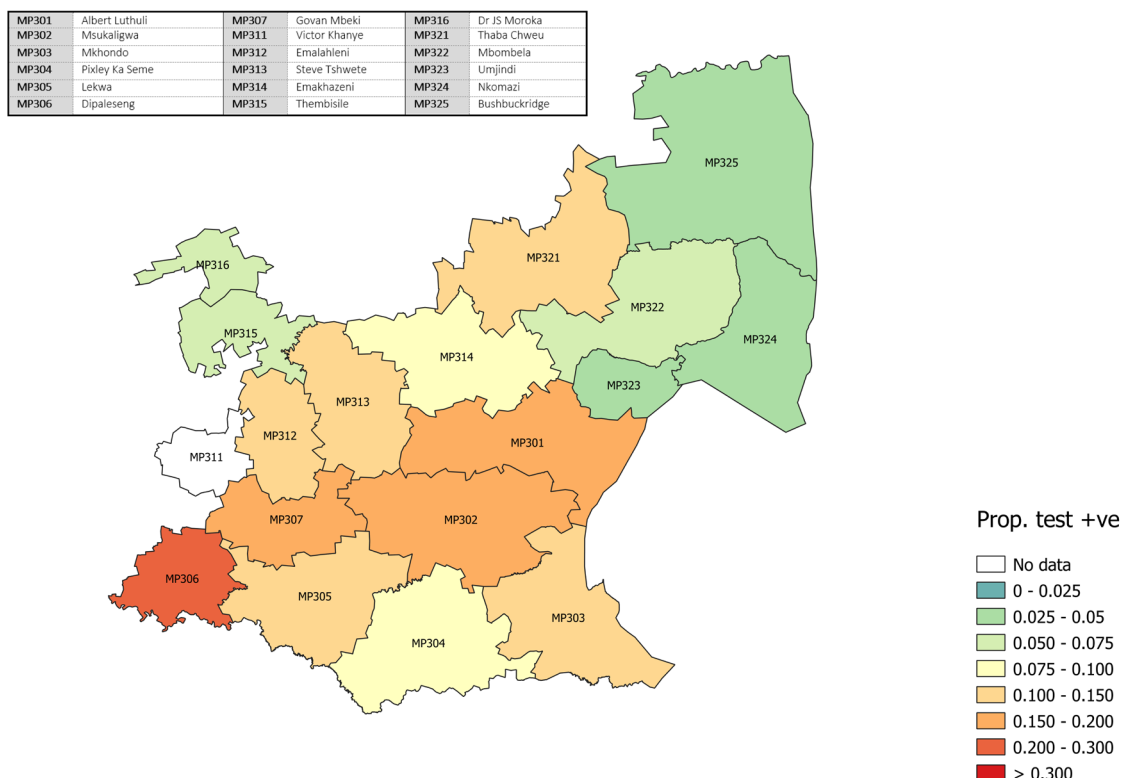 MP301 Albert Luthuli MP307 Govan Mbeki MP316 Dr JS Moroka
MP302 Msukaligwa MP311 Victor Khanye MP321 Thaba Chweu
MP303 Mkhondo MP312 Emalahleni MP322 Mbombela
MP304 Pixley Ka Seme MP313 Steve Tshwete MP323 Umjindi
MP305 Lekwa MP314 Emakhazeni MP324 Nkomazi
MP306 Dipaleseng MP315 Thembisile MP325 Bushbuckridge
MP325
MP321
MP316
MP322
MP315
MP324
MP314
MP323
MP313
MP312
MP301
MP311
MP307
MP302
MP306
MP305
MP303
MP304
Prop. test +ve
No data
0 - 0.025
0.025 - 0.05
0.050 - 0.075
0.075 - 0.100
0.100 - 0.150
0.150 - 0.200
0.200 - 0.300
> 0.300